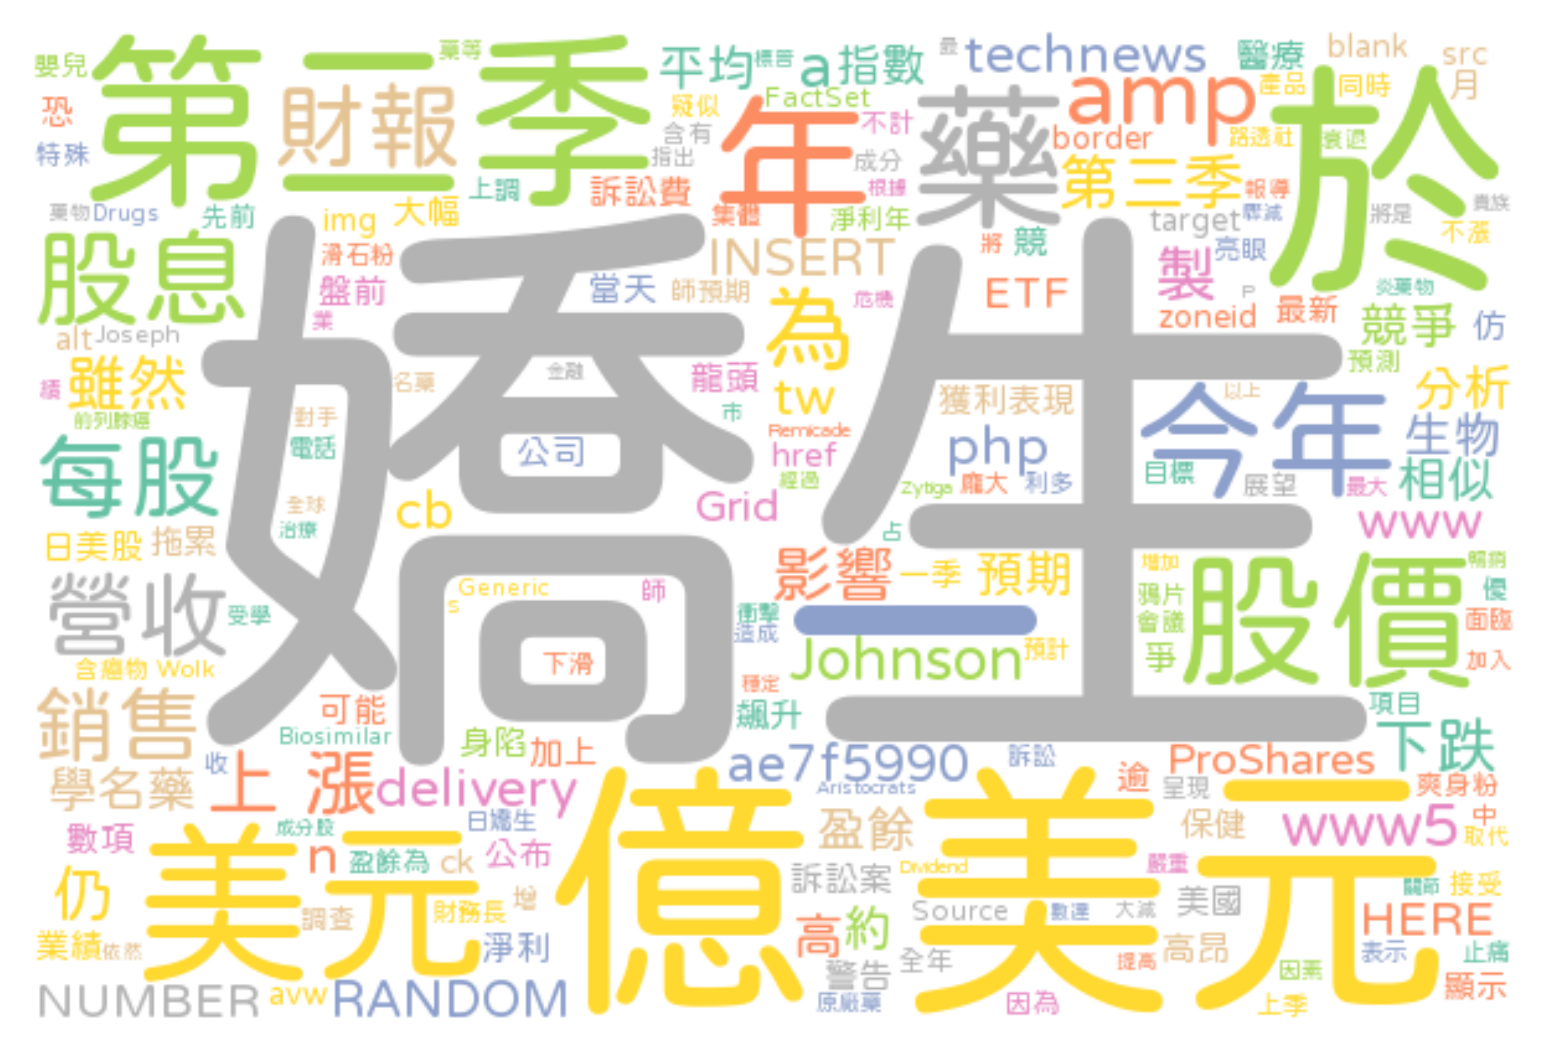 嬰兒 第一季 藥等 平均 標普 a 指數 最 technews 醫療 blank src
恐 財報 疑似 FactSet 年 不計 藥 amp 產品 同時 月 於
特殊 含有 指出 成分 border 路透社 衰退
藥物 Drugs 先前 上調 訴訟費 根據 第三季 報導
img 大幅 集體 淨利年 target 驟減 將是 貴族
股息 滑石粉 INSERT 將 競 製 亮眼 不漲
盤前 當天 師預期 為 危機 ETF P 炎藥物
alt Joseph 業 嬌生 zoneid 最新 競爭 仿
績 雖然 名藥 金融 龍頭 預測
前列腺癌 對手 市 tw 獲利表現 以上 今年 分析
每股 電話 公司 Remicade href php 生物
經過 Zytiga 龐大 利多 目標 展望 最大 相似
全球 cb Grid www
日美股 拖累 治療 占
營收 受學 Generic s 師 影響 一季 預期 增加 股價 暢銷
衝擊 造成 一 鴉片 會議 優 面臨
含癮物 Wolk 下滑 Johnson 預計 爭 加入
銷售 可能 穩定 飆升 項目
Biosimilar 身陷 加上 下跌
收 ae7f5990 訴訟 ProShares
學名藥 上漲 delivery 億美元 Aristocrats 逾 呈現 爽身粉
數項 成分股 日嬌生 盈餘 保健 www5 中 取代
美元 n 盈餘為 ck 公布 訴訟案 Dividend 嚴重
仍 調查 財務長 增 Source 數達 大減 美國 關節 接受
業績 依然 淨利 高 約 HERE
警告 全年 提高 高昂 表示 止痛
NUMBER avw RANDOM 原廠藥 因為 因素 上季 顯示